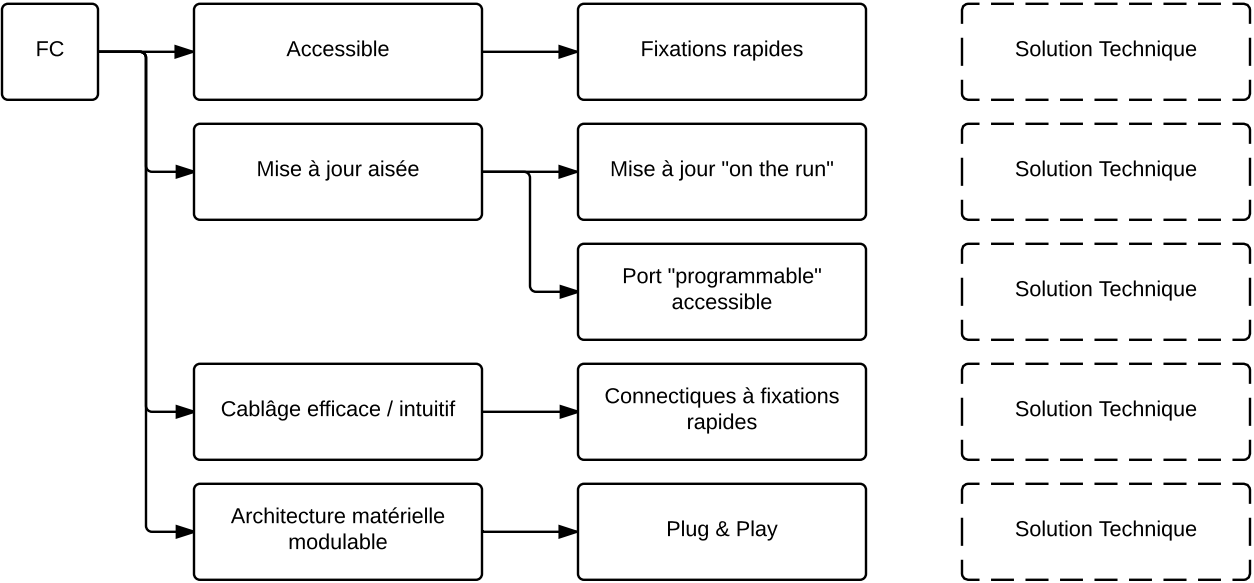 FC
Accessible
Fixations rapides
Solution Technique
Mise à jour aisée
Mise à jour "on the run"
Solution Technique
Port "programmable"
accessible
Solution Technique
Cablâge efficace / intuitif
Connectiques à fixations
rapides
Solution Technique
Architecture matérielle
modulable
Plug & Play
Solution Technique